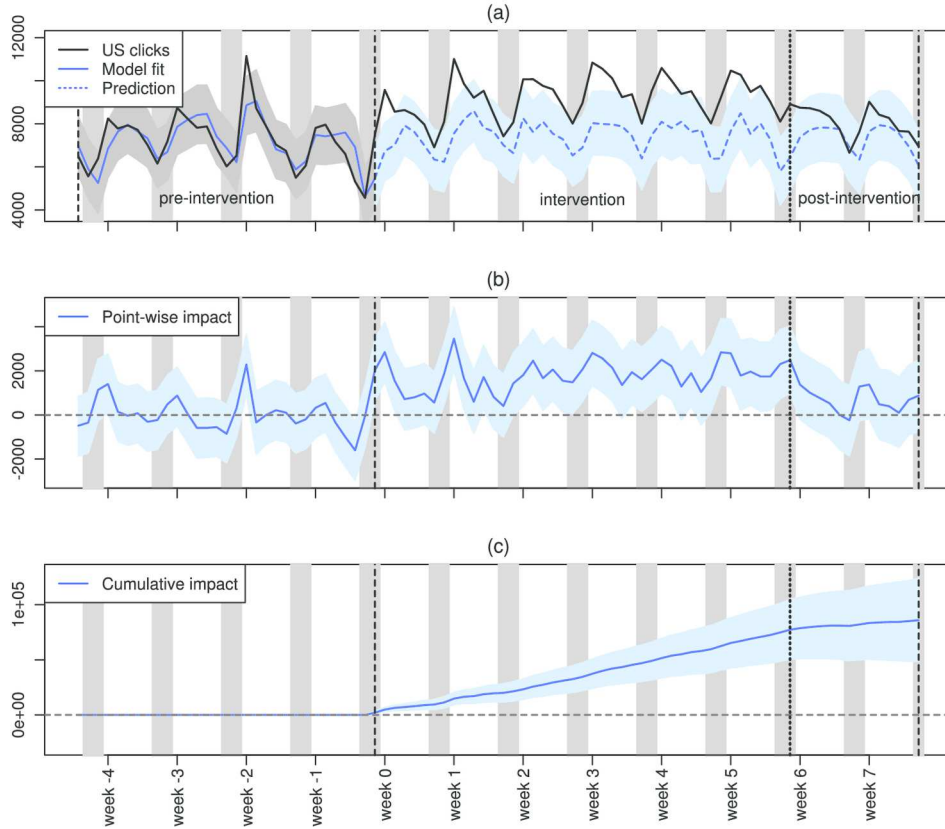 (a)
12000
8000
4000
US clicks
Model fit
Prediction
pre-intervention
intervention
post-intervention
(b)
2000
0
-2000
Point-wise impact
(c)
1e+05
0e+00
Cumulative impact
week -4
week -3
week -2
week -1
week 0
week 1
week 2
week 3
week 4
week 5
week 6
week 7